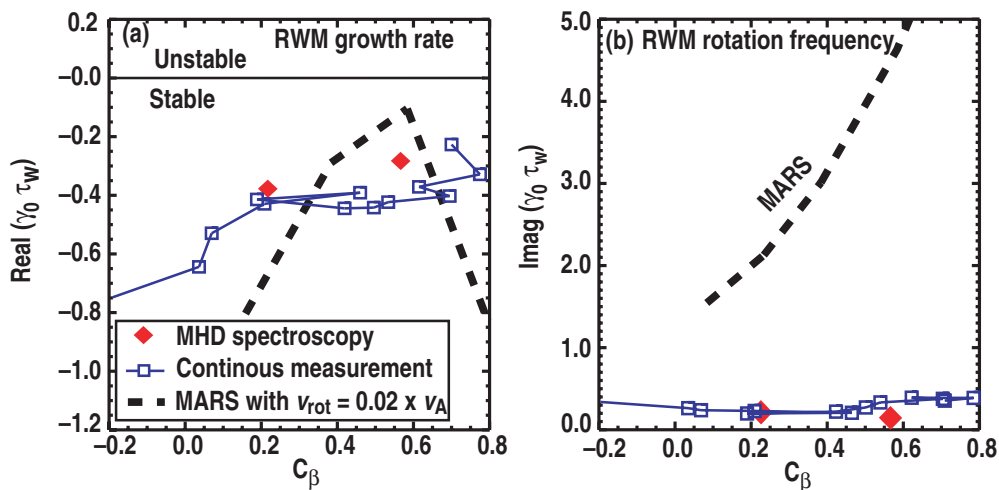 (a) RWM growth rate
Unstable
Stable
0.2
−0.0
−0.2
−0.4
−0.6
−0.8
−1.0
−1.2
Real (γ0 τw)
MHD spectroscopy
Continous measurement
MARS with vrot = 0.02 x vA
−0.2 0.0 0.2 0.4 0.6 0.8
Cβ
(b) RWM rotation frequency
5.0
4.0
3.0
2.0
1.0
0.0
Imag (γ0 τw)
MARS
−0.2 0.0 0.2 0.4 0.6 0.8
Cβ